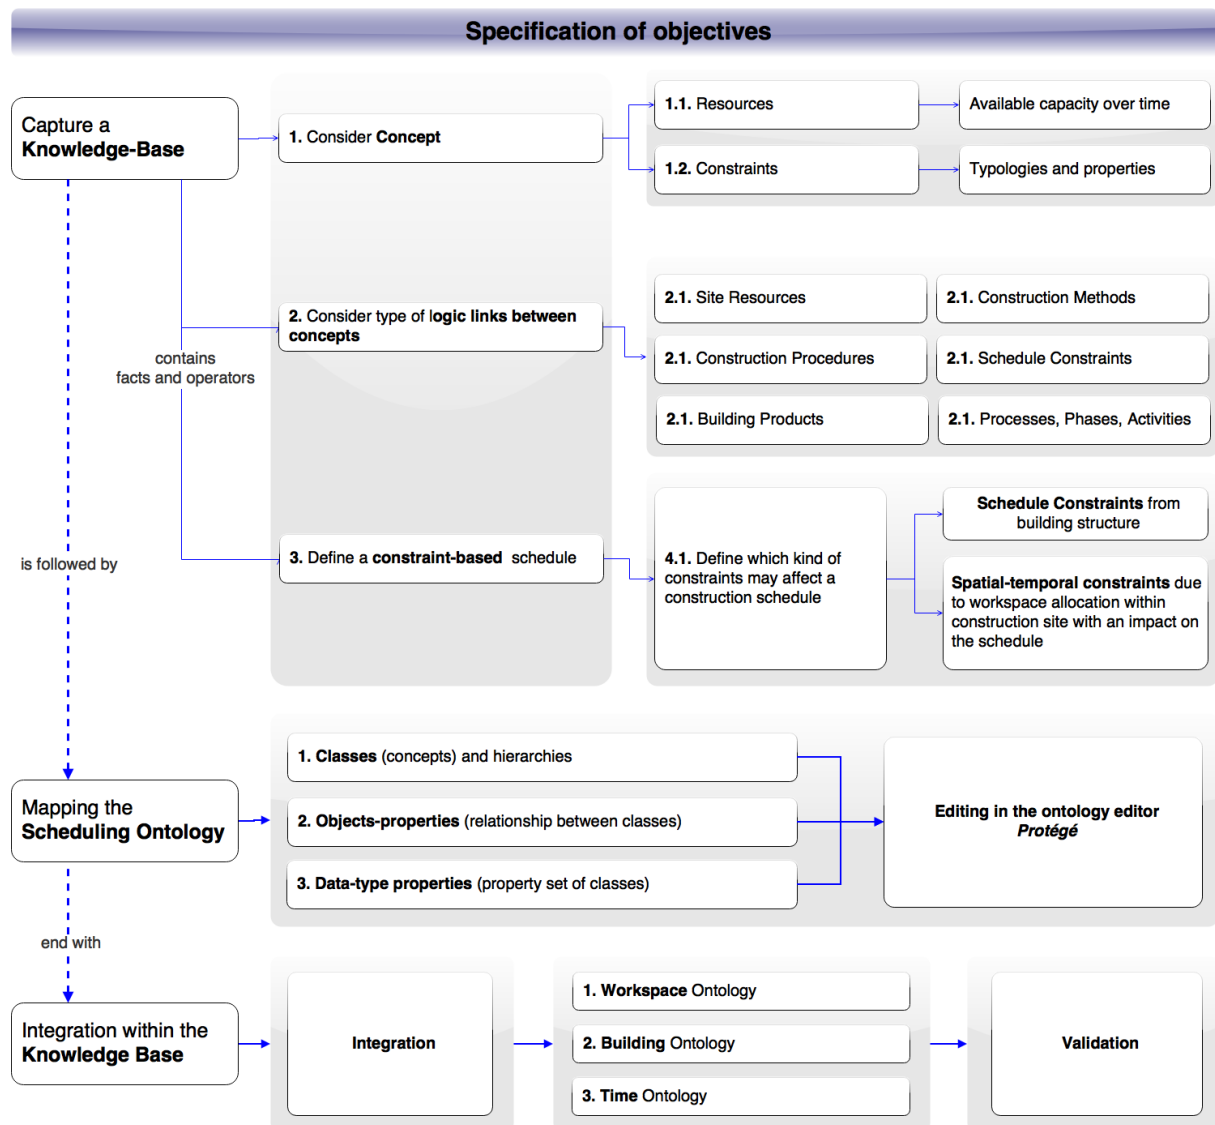 Specification of objectives
Capture a
Knowledge-Base
1. Consider Concept
1.1. Resources
Available capacity over time
1.2. Constraints
Typologies and properties
2. Consider type of logic links between
concepts
2.1. Site Resources
2.1. Construction Methods
2.1. Construction Procedures
2.1. Schedule Constraints
2.1. Building Products
2.1. Processes, Phases, Activities
contains
facts and operators
3. Define a constraint-based schedule
4.1. Define which kind of
constraints may affect a
construction schedule
Schedule Constraints from
building structure
Spatial-temporal constraints due
to workspace allocation within
construction site with an impact on
the schedule
is followed by
Mapping the
Scheduling Ontology
1. Classes (concepts) and hierarchies
2. Objects-properties (relationship between classes)
3. Data-type properties (property set of classes)
Editing in the ontology editor
Protégé
end with
Integration within the
Knowledge Base
Integration
1. Workspace Ontology
2. Building Ontology
3. Time Ontology
Validation